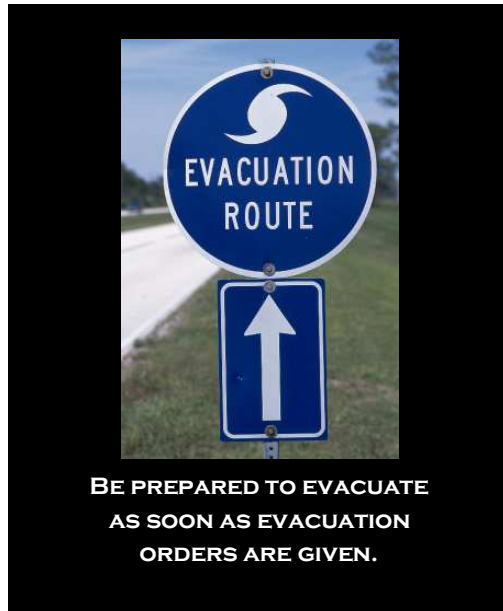 EVACUATION
ROUTE
BE PREPARED TO EVACUATE
AS SOON AS EVACUATION
ORDERS ARE GIVEN.